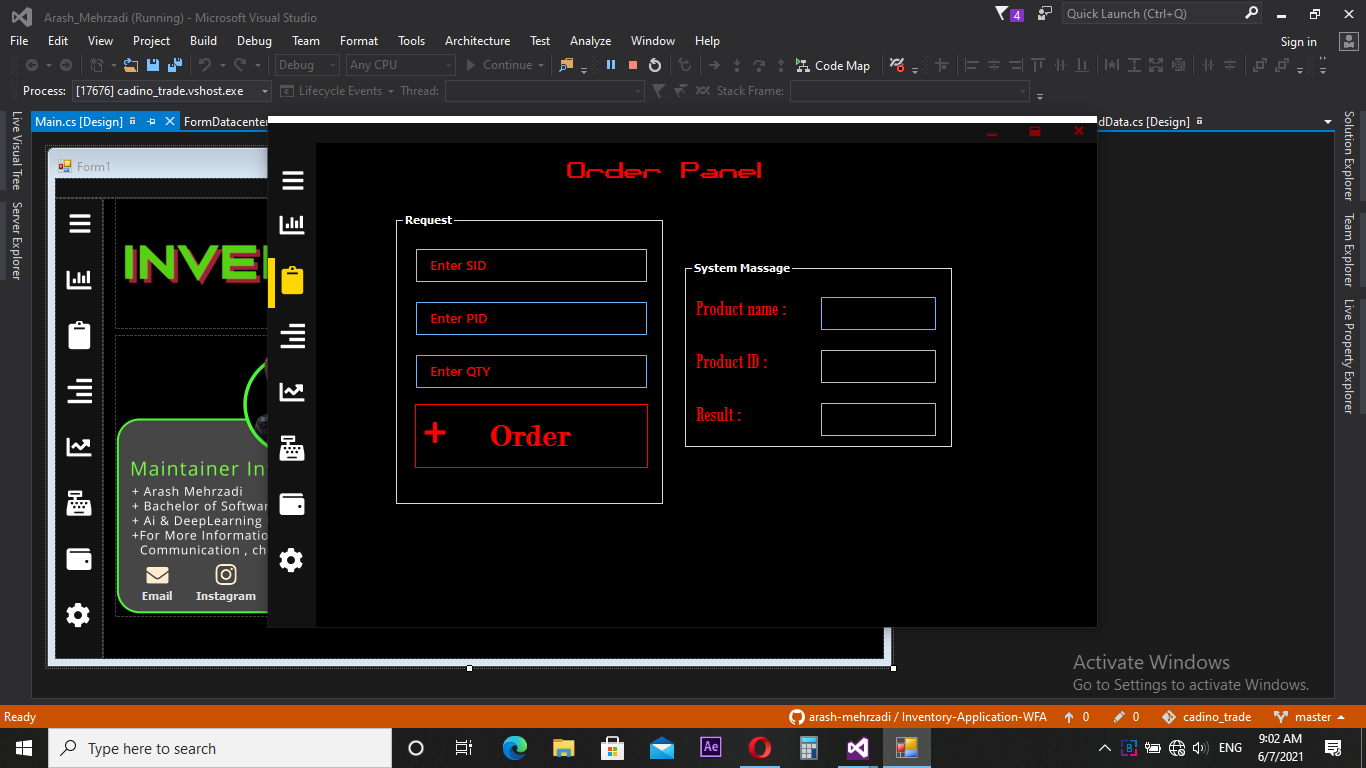 Arash_Mehrzadi (Running) - Microsoft Visual Studio
4
Quick Launch (Ctrl+Q)
File Edit View Project Build Debug Team Format Tools Architecture Test Analyze Window Help
Sign in
Debug Any CPU Continue Code Map
Process: [17676] cadino_trade.vshost.exe Lifecycle Events Thread: Stack Frame:
Main.cs [Design] FormDatacenter dData.cs [Design]
Live Visual Tree
Server Explorer
Solution Explorer
Team Explorer
Live Property Explorer
Form1
INVE
Maintainer In
+ Arash Mehrzadi
+ Bachelor of Softwar
+ Ai & DeepLearning
+For More Informatio
Communication , ch
Email Instagram
Order Panel
Request
Enter SID
Enter PID
Enter QTY
+ Order
System Massage
Product name :
Product ID :
Result :
Activate Windows
Go to Settings to activate Windows.
Ready
arash-mehrzadi / Inventory-Application-WFA 0 0 cadino_trade master
Type here to search
Ae
ENG
9:02 AM
6/7/2021